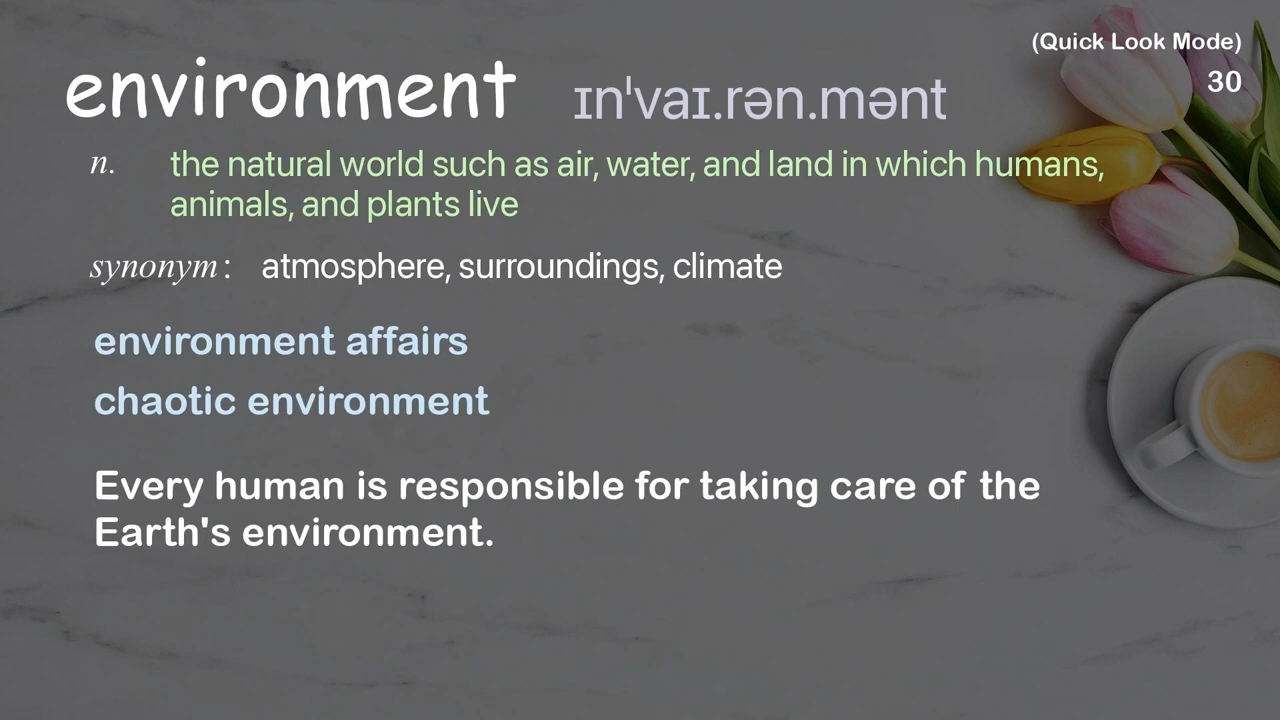 (Quick Look Mode)
environment ɪnˈvaɪ.rən.mənt
30
n. the natural world such as air, water, and land in which humans,
animals, and plants live
synonym: atmosphere, surroundings, climate
environment affairs
chaotic environment
Every human is responsible for taking care of the
Earth's environment.